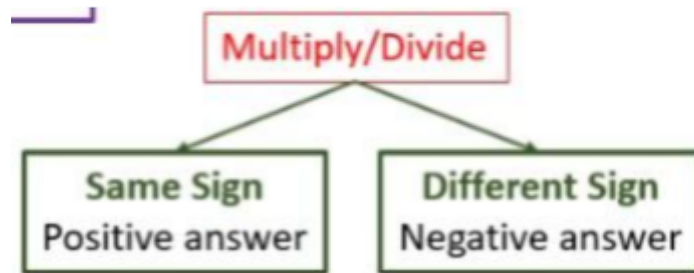 Multiply/Divide
Same Sign
Positive answer
Different Sign
Negative answer